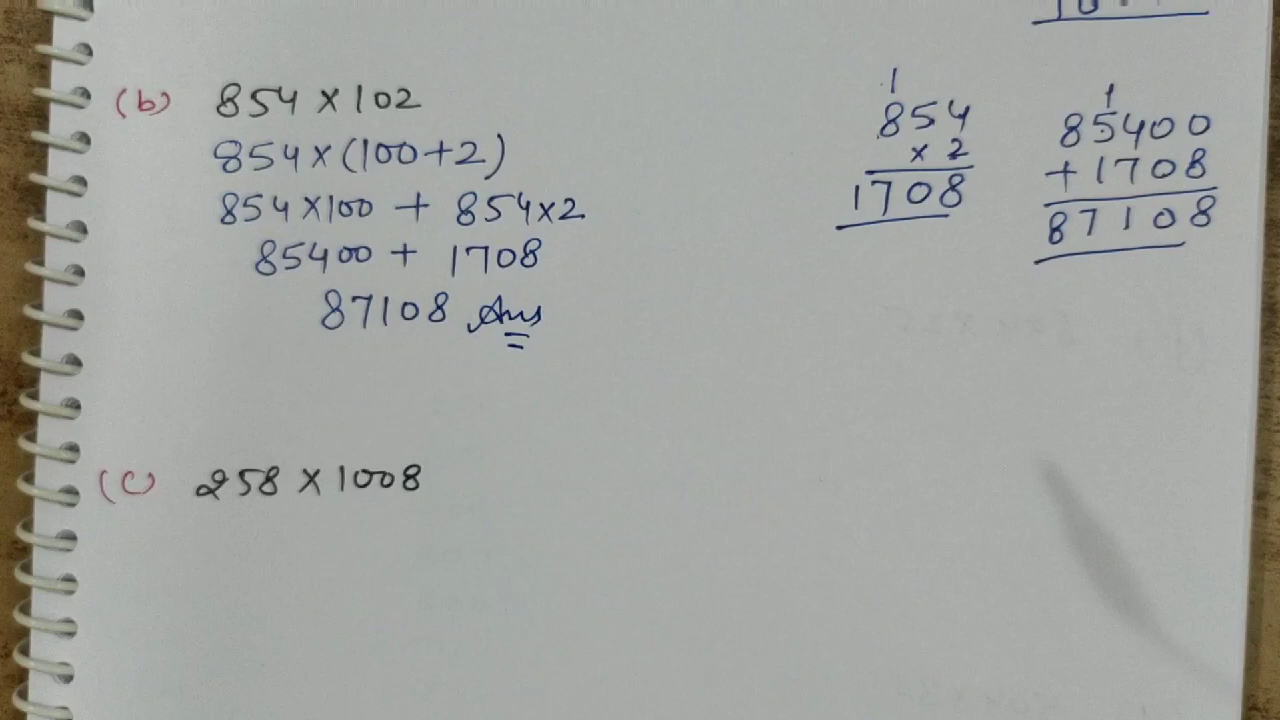 (b) 854 × 102
854 × (100 + 2)
854 × 100 + 854 × 2
85400 + 1708
87108 Ans
1
854
× 2
1708
1
85400
+ 1708
87108
(c) 258 × 1008